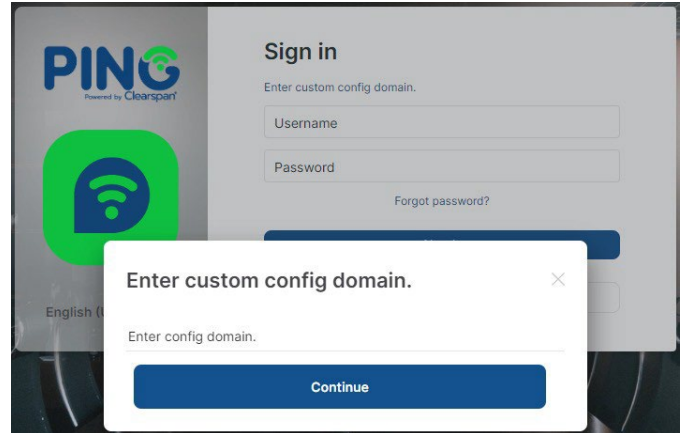 PING
Powered by Clearspan
Sign in
Enter custom config domain.
Username
Password
Forgot password?
English
Enter custom config domain.
Enter config domain.
Continue